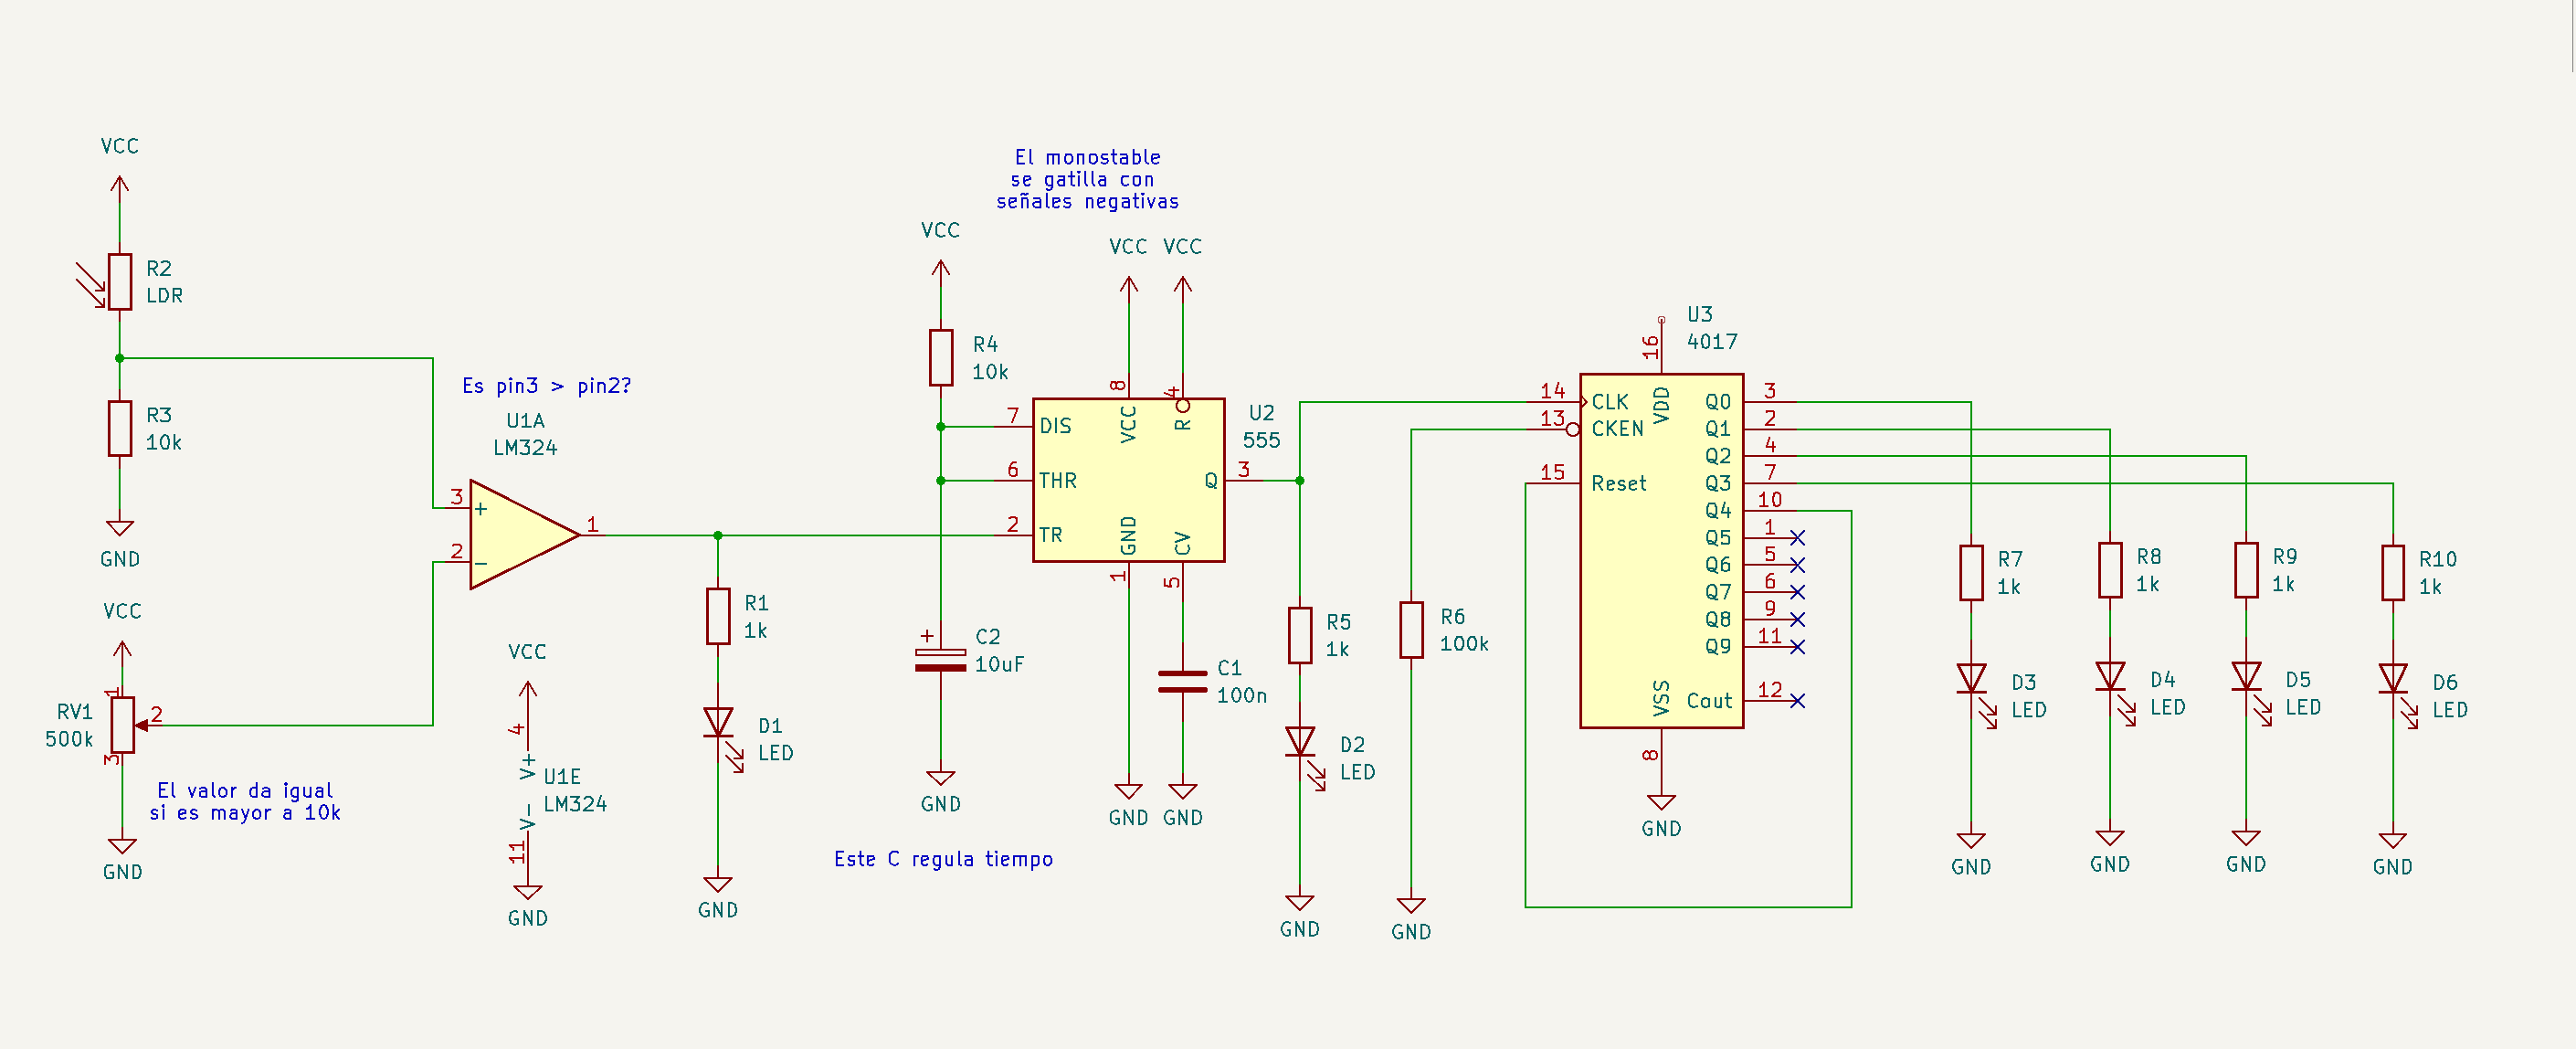 VCC
R2
LDR
R3
10k
GND
VCC
RV1
500k
1
2
3
El valor da igual
si es mayor a 10k
GND
Es pin3 > pin2?
U1A
LM324
3
+
2
−
1
VCC
4
V+
U1E
LM324
V-
11
GND
R1
1k
D1
LED
GND
El monostable
se gatilla con
señales negativas
VCC
R4
10k
VCC
VCC
8
4
7
DIS
VCC
R
U2
555
6
THR
Q
3
2
TR
GND
CV
1
5
+
C2
10uF
GND
C1
100n
GND
GND
Este C regula tiempo
R5
1k
D2
LED
GND
R6
100k
GND
U3
4017
16
14
CLK
VDD
Q0
3
13
CKEN
Q1
2
Q2
4
15
Reset
Q3
7
Q4
10
Q5
1
Q6
5
Q7
6
Q8
9
Q9
11
VSS
Cout
12
8
GND
R7
1k
D3
LED
GND
R8
1k
D4
LED
GND
R9
1k
D5
LED
GND
R10
1k
D6
LED
GND